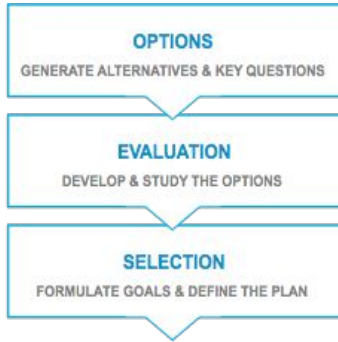 OPTIONS
GENERATE ALTERNATIVES & KEY QUESTIONS
EVALUATION
DEVELOP & STUDY THE OPTIONS
SELECTION
FORMULATE GOALS & DEFINE THE PLAN